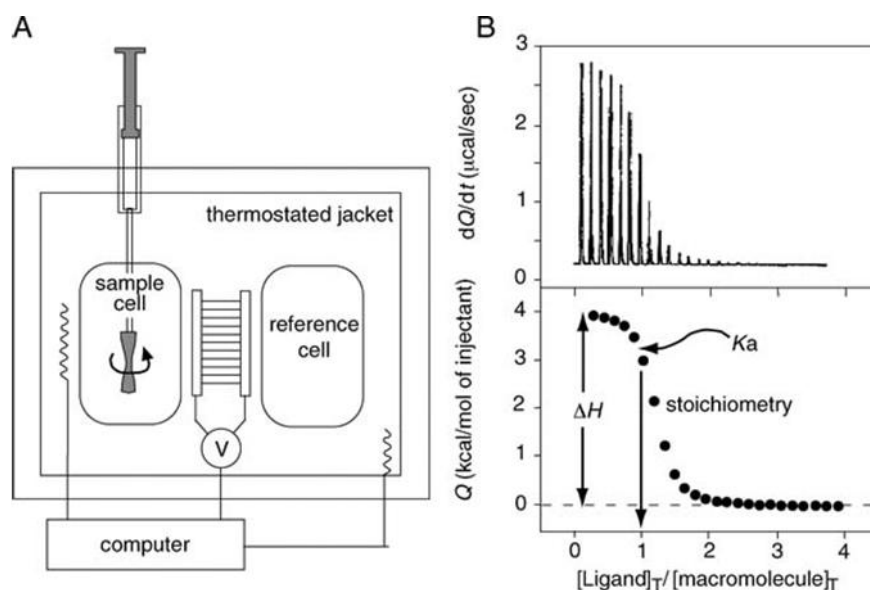 A
thermostated jacket
sample
cell
reference
cell
V
computer
B
dQ/dt (μcal/sec)
3
2
1
0
Q (kcal/mol of injectant)
4
3
2
1
0
ΔH
Ka
stoichiometry
0 1 2 3 4
[Ligand]T/[macromolecule]T